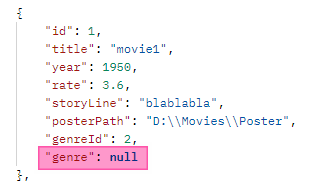 {
"id": 1,
"title": "movie1",
"year": 1950,
"rate": 3.6,
"storyLine": "blablabla",
"posterPath": "D:\\Movies\\Poster",
"genreId": 2,
"genre": null
},